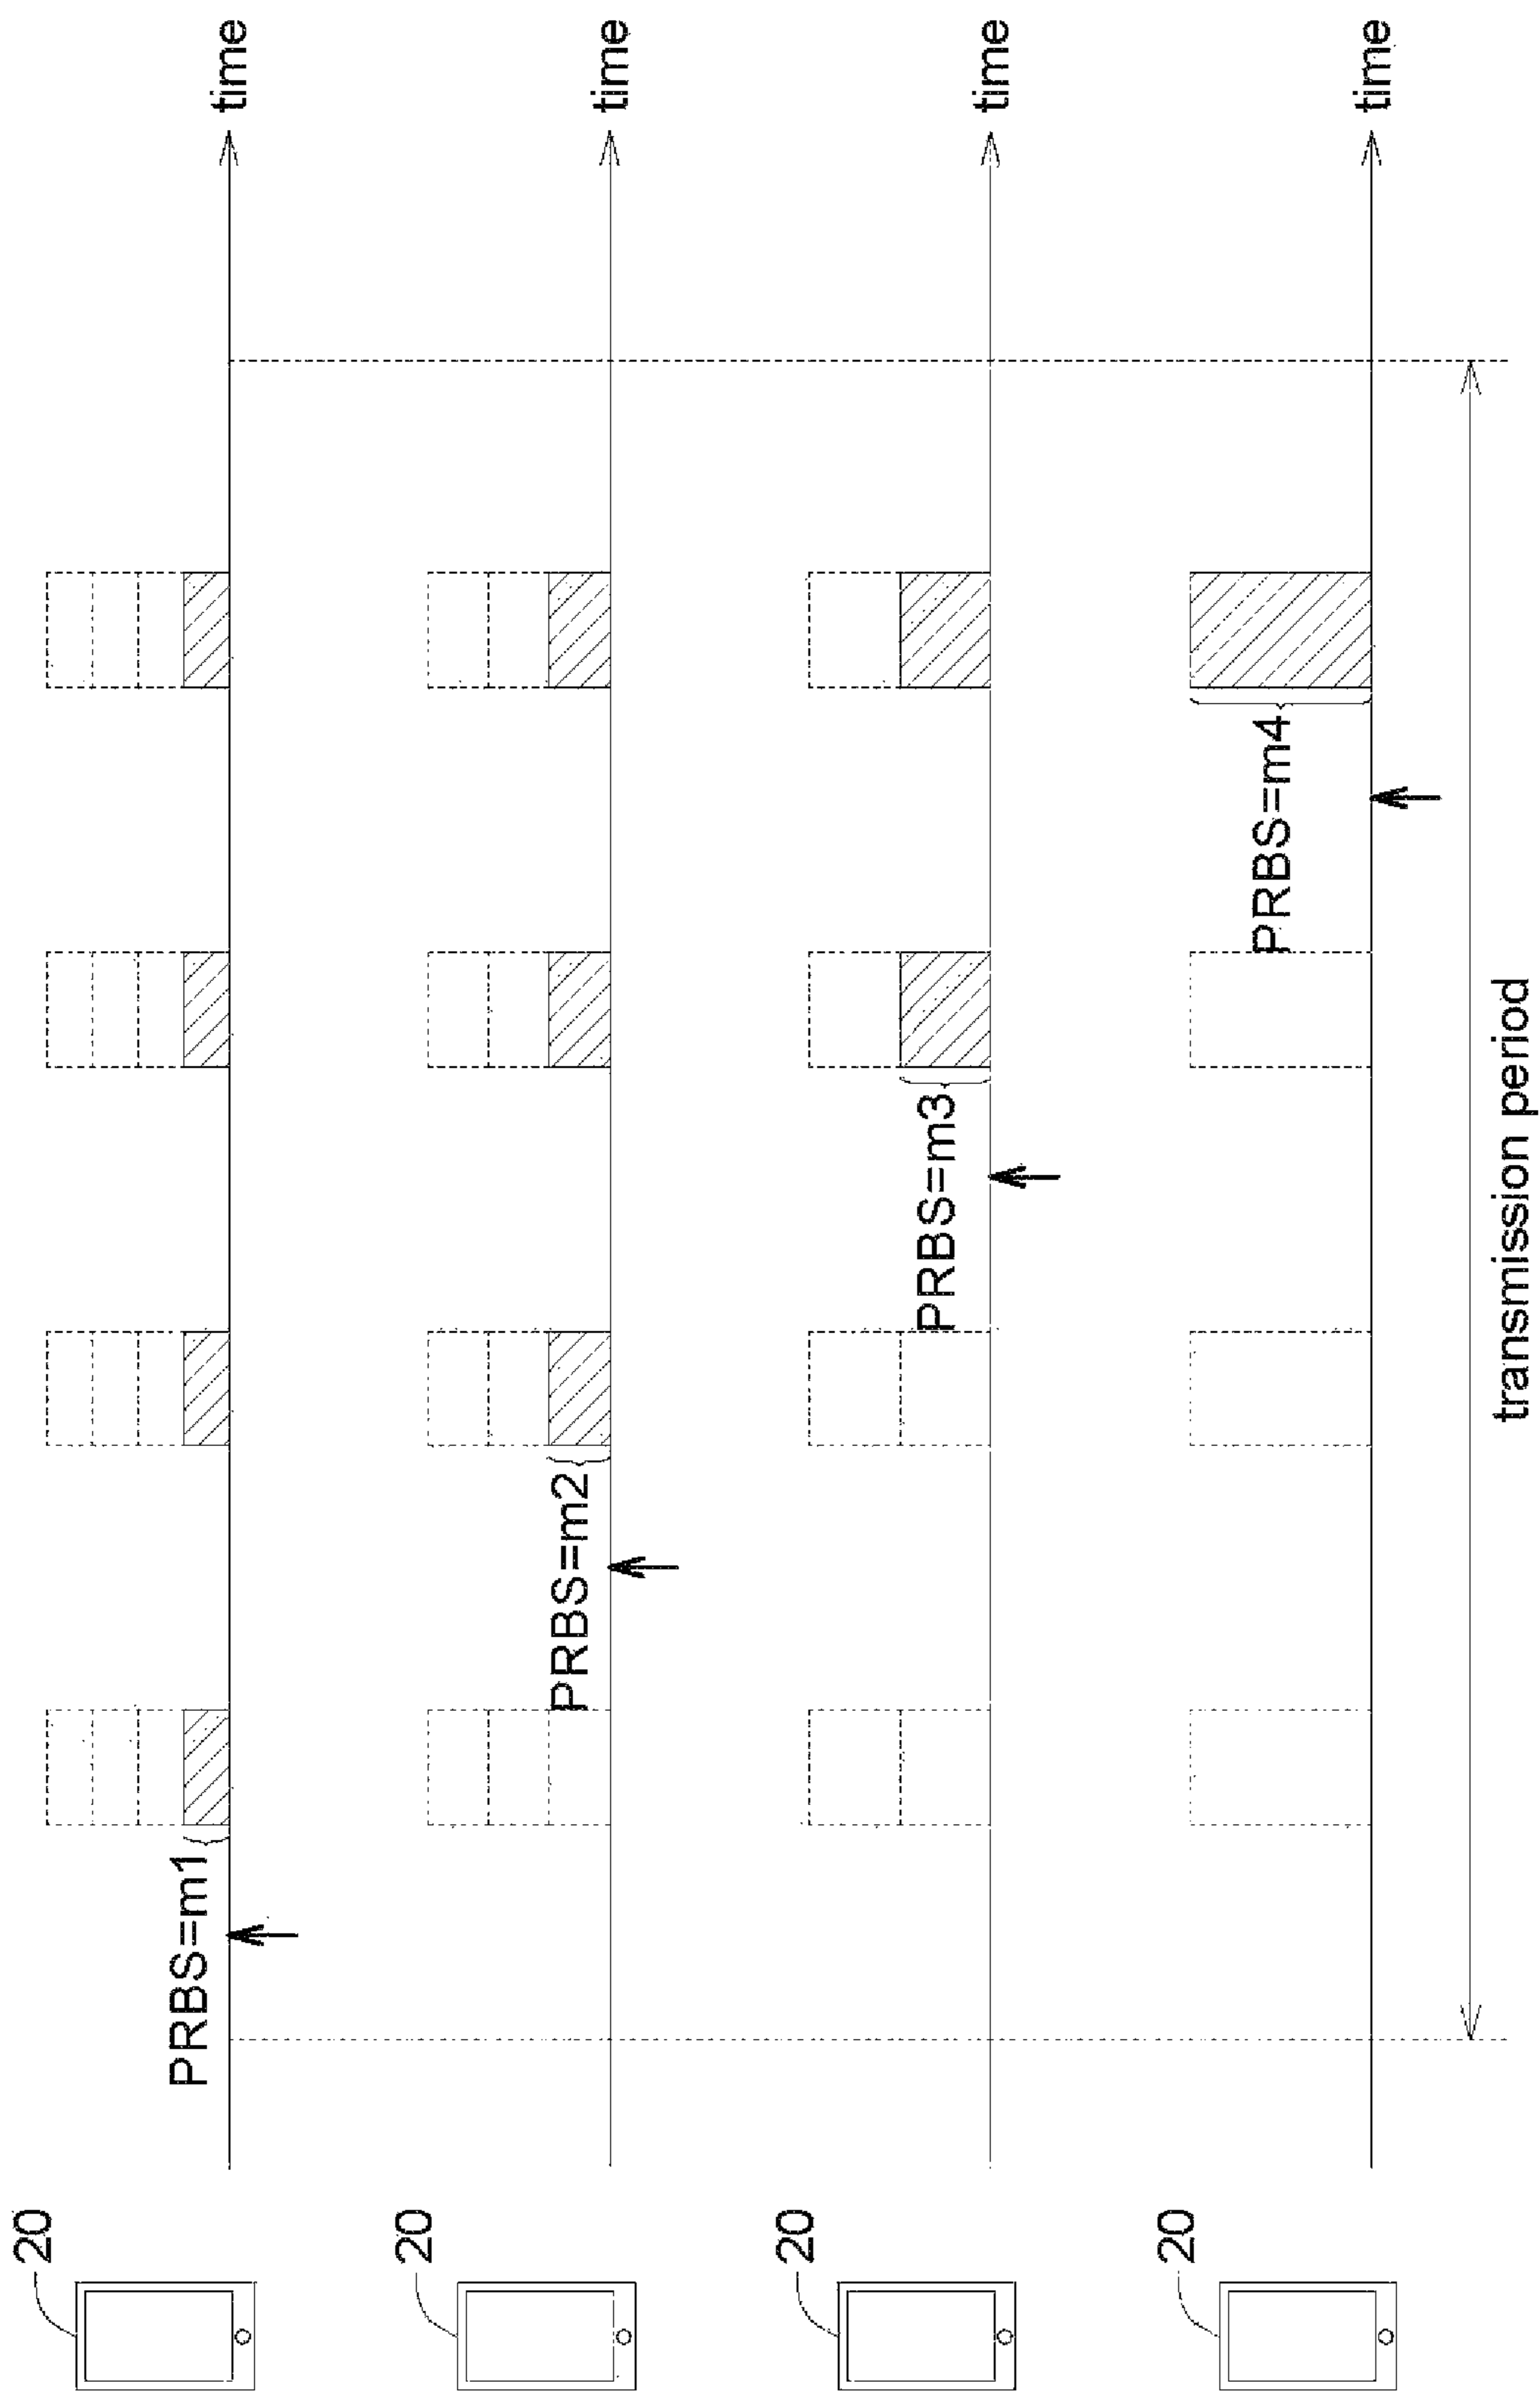 20
PRBS=m1
time
20
PRBS=m2
time
20
PRBS=m3
time
20
PRBS=m4
time
transmission period